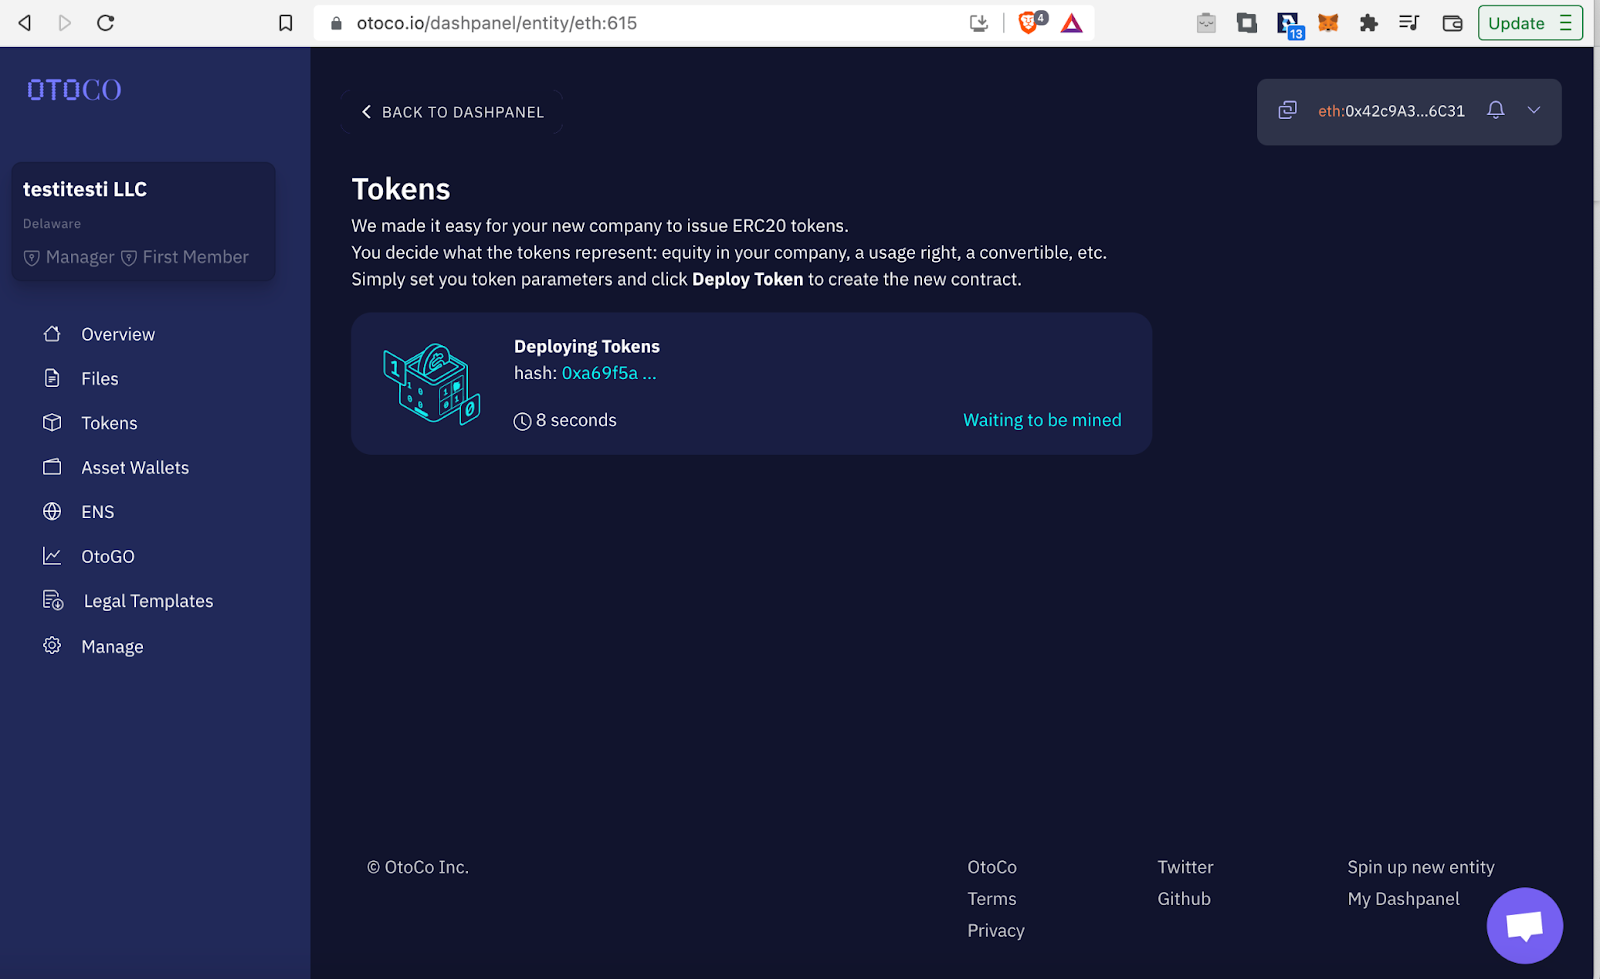 otoco.io/dashpanel/entity/eth:615
4
13
Update
OTOCO
BACK TO DASHPANEL
eth:0x42c9A3...6C31
testitesti LLC
Delaware
Manager First Member
Overview
Files
Tokens
Asset Wallets
ENS
OtoGO
Legal Templates
Manage
Tokens
We made it easy for your new company to issue ERC20 tokens.
You decide what the tokens represent: equity in your company, a usage right, a convertible, etc.
Simply set you token parameters and click Deploy Token to create the new contract.
Deploying Tokens
hash: 0xa69f5a ...
8 seconds
Waiting to be mined
© OtoCo Inc.
OtoCo
Terms
Privacy
Twitter
Github
Spin up new entity
My Dashpanel